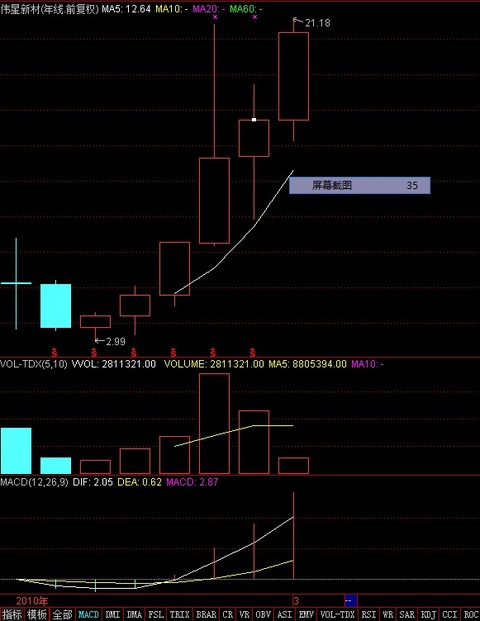 伟星新材(年线.前复权) MA5: 12.64 MA10: - MA20: - MA60: -
21.18
屏幕截图 35
2.99
S S S S S S
VOL-TDX(5,10) VVOL: 2811321.00 VOLUME: 2811321.00 MA5: 8805394.00 MA10: -
MACD(12,26,9) DIF: 2.05 DEA: 0.62 MACD: 2.87
2010年 3 --
指标 模板 全部 MACD DMI DMA FSL TRIX BRAR CR VR OBV ASI EMV VOL-TDX RSI WR SAR KDJ CCI ROC